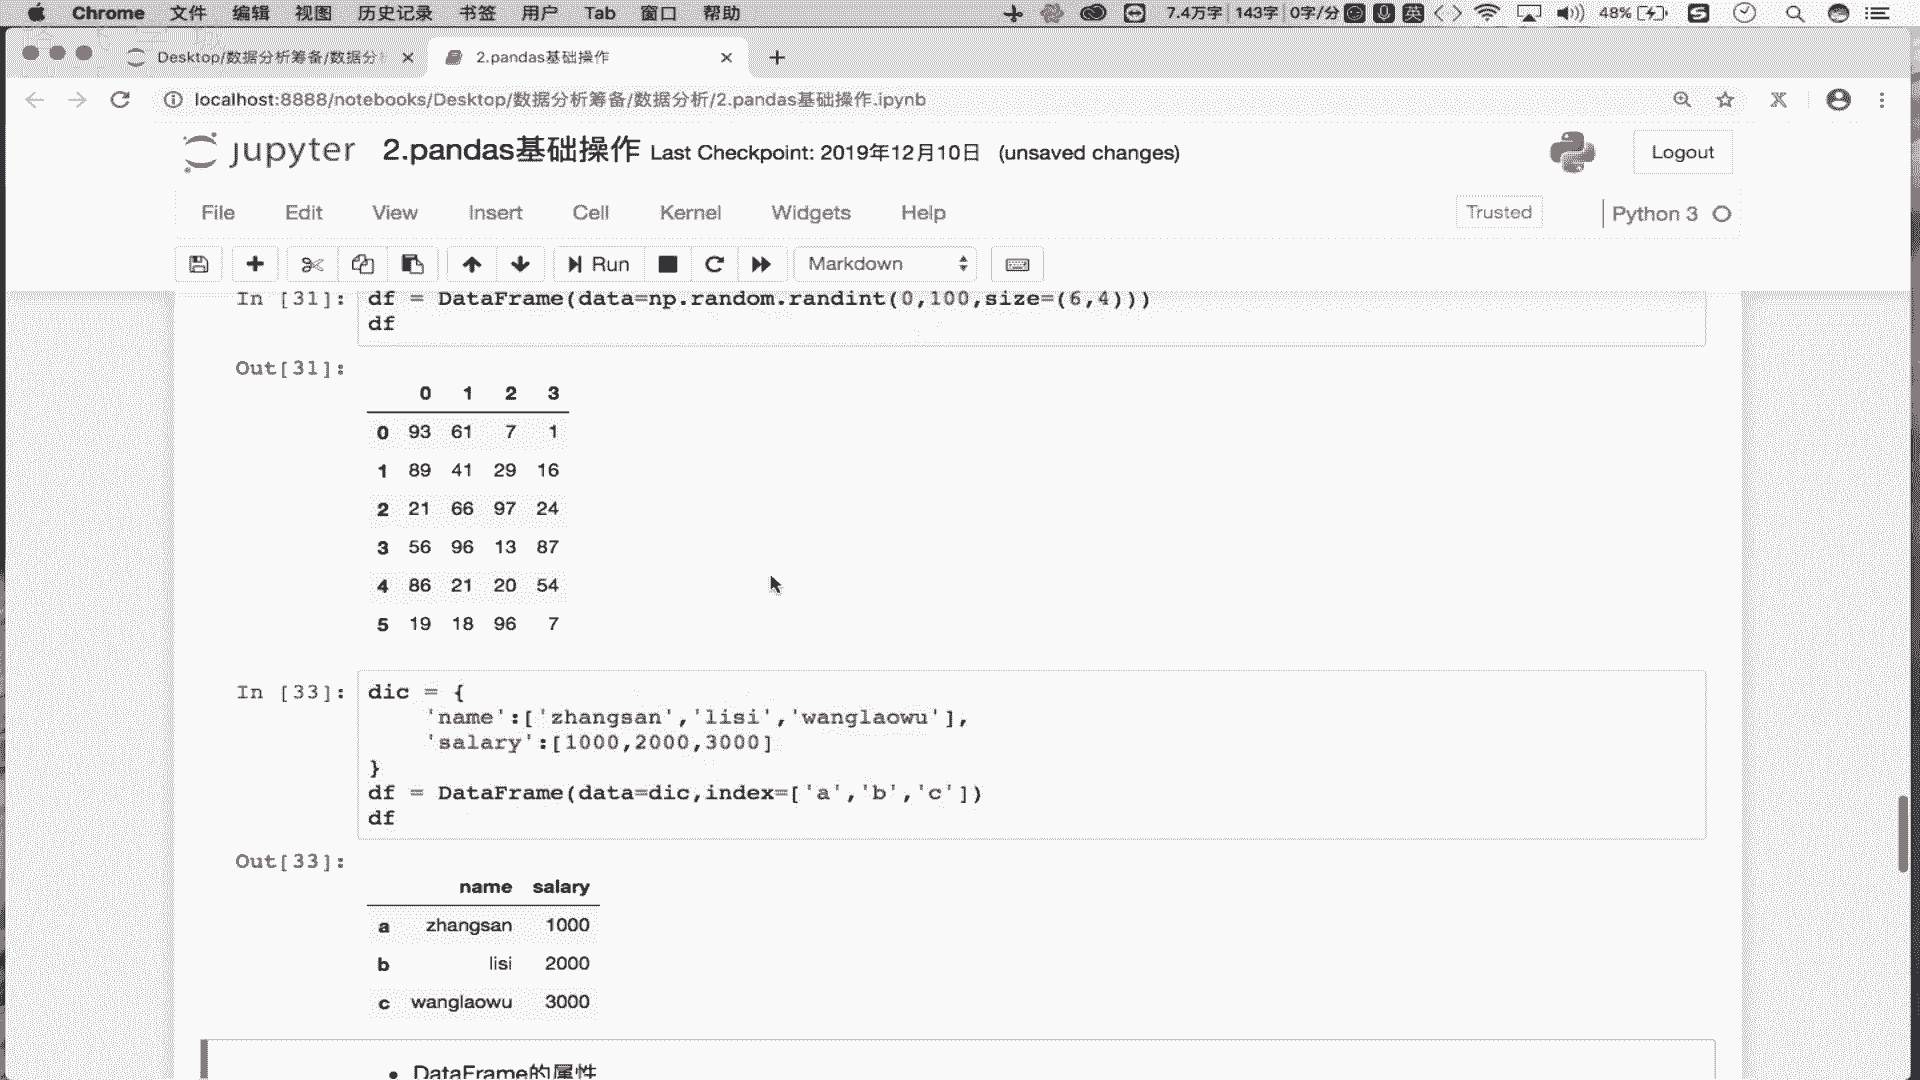 Chrome 文件 编辑 视图 历史记录 书签 用户 Tab 窗口 帮助 7.4万字 143字 0字/分 英 48%
Desktop/数据分析筹备/数据分析 2.pandas基础操作
localhost:8888/notebooks/Desktop/数据分析筹备/数据分析/2.pandas基础操作.ipynb
jupyter 2.pandas基础操作 Last Checkpoint: 2019年12月10日 (unsaved changes) Logout
File Edit View Insert Cell Kernel Widgets Help Trusted Python 3
Run Markdown
In [31]: df = DataFrame(data=np.random.randint(0,100,size=(6,4)))
df
Out[31]:
0 1 2 3
0 93 61 7 1
1 89 41 29 16
2 21 66 97 24
3 56 96 13 87
4 86 21 20 54
5 19 18 96 7
In [33]: dic = {
'name':['zhangsan','lisi','wanglaowu'],
'salary':[1000,2000,3000]
}
df = DataFrame(data=dic,index=['a','b','c'])
df
Out[33]:
name salary
a zhangsan 1000
b lisi 2000
c wanglaowu 3000
• DataFrame的属性